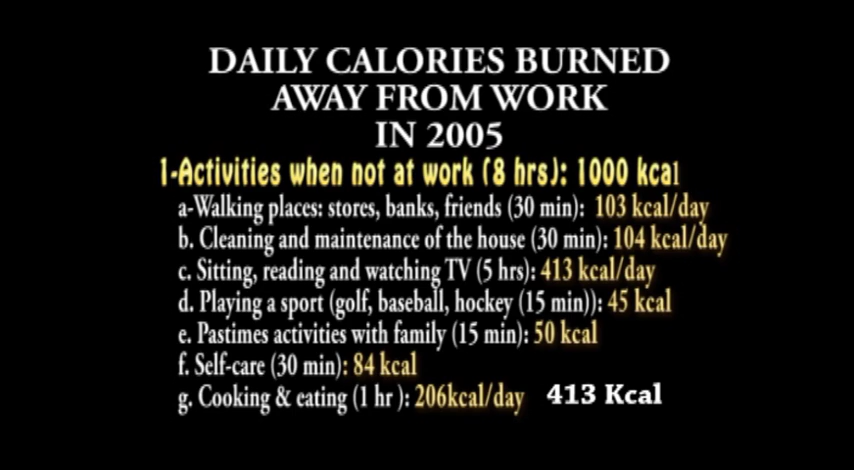 DAILY CALORIES BURNED
AWAY FROM WORK
IN 2005
1-Activities when not at work (8 hrs): 1000 kcal
a-Walking places: stores, banks, friends (30 min): 103 kcal/day
b. Cleaning and maintenance of the house (30 min): 104 kcal/day
c. Sitting, reading and watching TV (5 hrs): 413 kcal/day
d. Playing a sport (golf, baseball, hockey (15 min)): 45 kcal
e. Pastimes activities with family (15 min): 50 kcal
f. Self-care (30 min): 84 kcal
g. Cooking & eating (1 hr ): 206kcal/day 413 Kcal